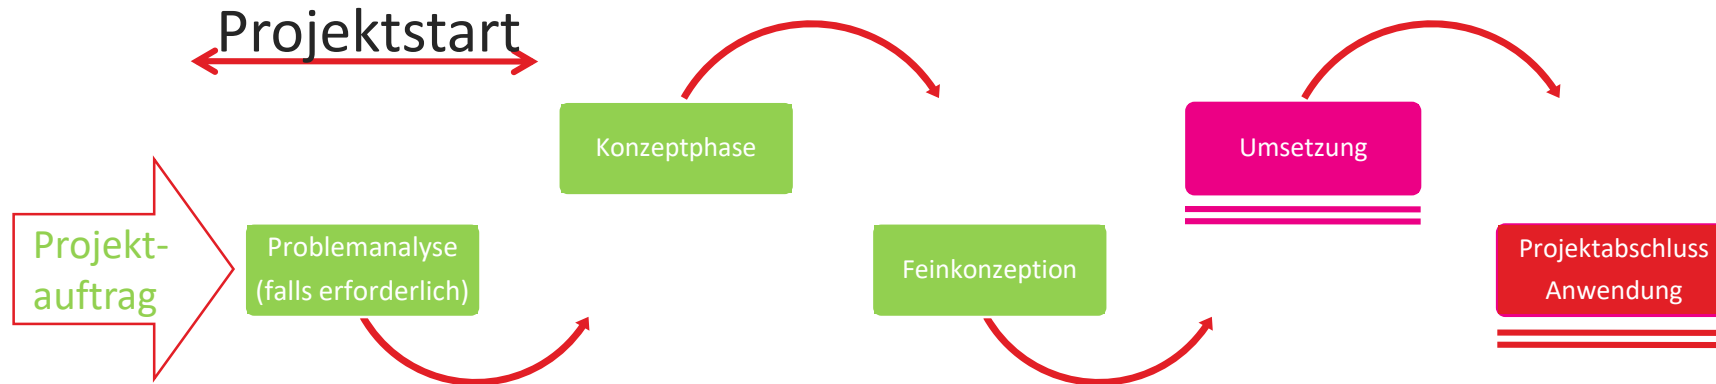 Projektstart
Projekt-
auftrag
Problemanalyse
(falls erforderlich)
Konzeptphase
Feinkonzeption
Umsetzung
Projektabschluss
Anwendung